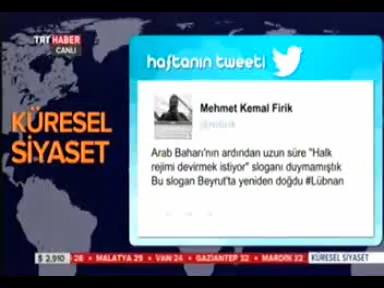 TRT HABER
CANLI
haftanın tweeti
KÜRESEL
SİYASET
Mehmet Kemal Firik
Arab Baharı'nın ardından uzun süre "Halk
rejimi devirmek istiyor" sloganı duymamıştık
Bu slogan Beyrut'ta yeniden doğdu #Lübnan
$ 2,910 28 • MALATYA 29 • VAN 24 • GAZİANTEP 32 • MARDİN 32 KÜRESEL SİYASET